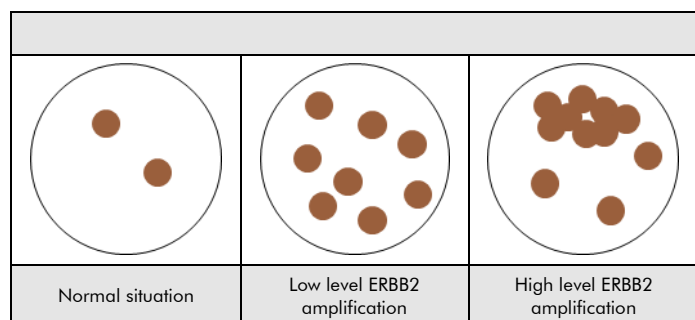 Normal situation
Low level ERBB2
amplification
High level ERBB2
amplification